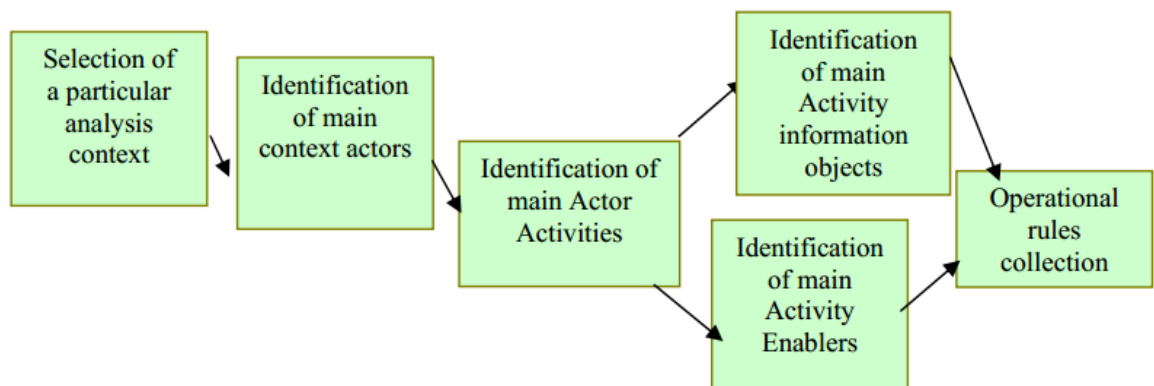 Selection of
a particular
analysis
context
Identification
of main
context actors
Identification of
main Actor
Activities
Identification
of main
Activity
information
objects
Identification
of main
Activity
Enablers
Operational
rules
collection